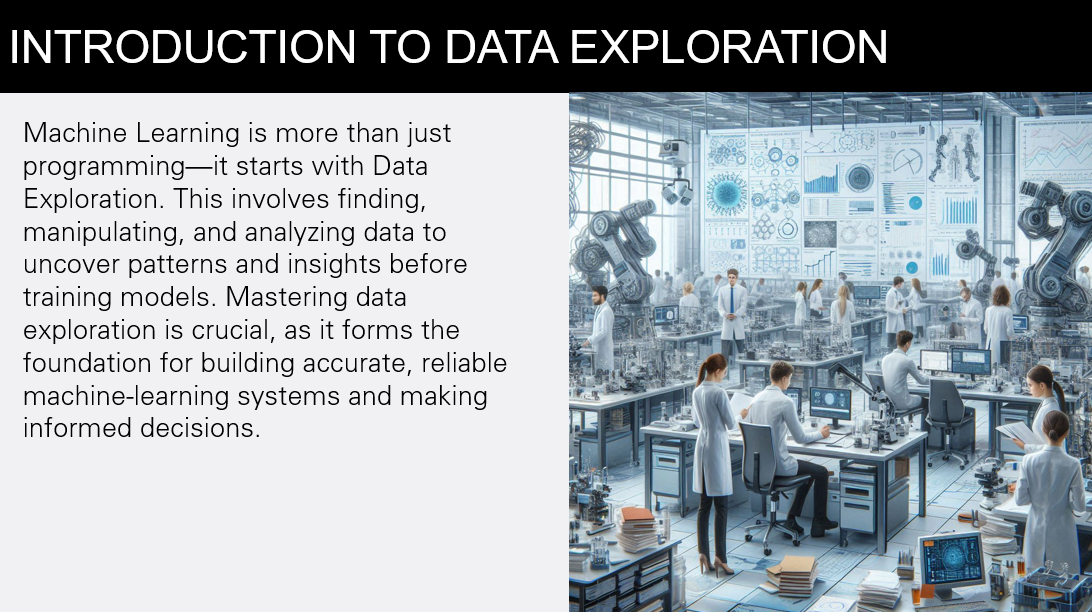 INTRODUCTION TO DATA EXPLORATION
Machine Learning is more than just
programming—it starts with Data
Exploration. This involves finding,
manipulating, and analyzing data to
uncover patterns and insights before
training models. Mastering data
exploration is crucial, as it forms the
foundation for building accurate, reliable
machine-learning systems and making
informed decisions.